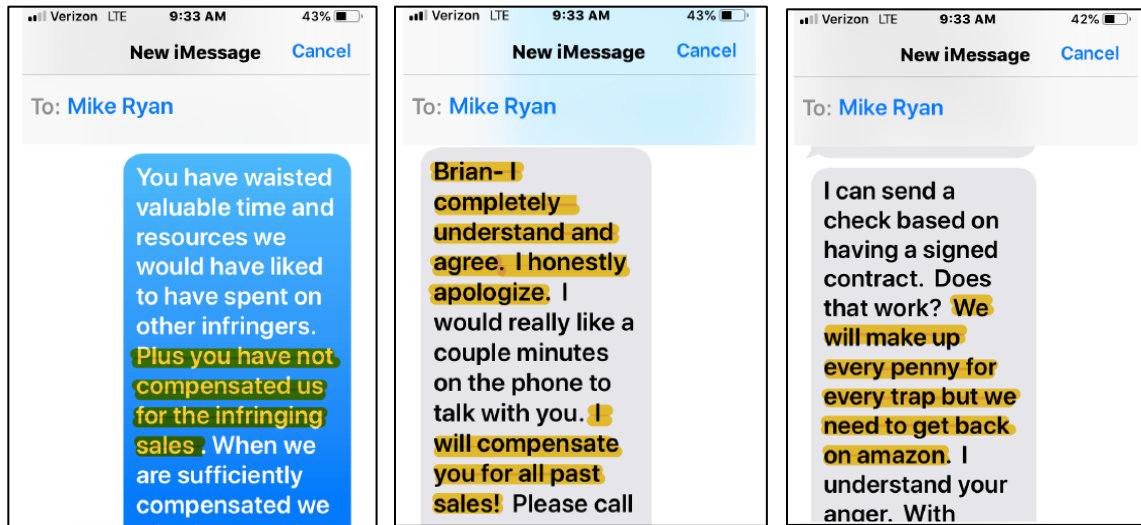 Verizon LTE 9:33 AM 43%
New iMessage Cancel
To: Mike Ryan
You have waisted
valuable time and
resources we
would have liked
to have spent on
other infringers.
Plus you have not
compensated us
for the infringing
sales . When we
are sufficiently
compensated we
Verizon LTE 9:33 AM 43%
New iMessage Cancel
To: Mike Ryan
Brian- I
completely
understand and
agree. I honestly
apologize. I
would really like a
couple minutes
on the phone to
talk with you. I
will compensate
you for all past
sales! Please call
Verizon LTE 9:33 AM 42%
New iMessage Cancel
To: Mike Ryan
I can send a
check based on
having a signed
contract. Does
that work? We
will make up
every penny for
every trap but we
need to get back
on amazon. I
understand your
anger. With